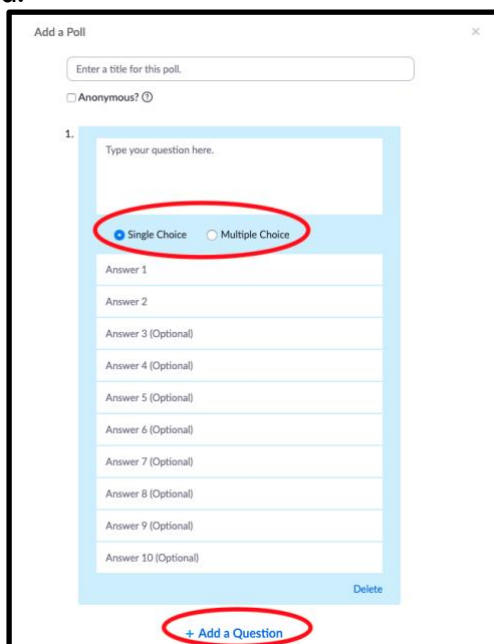 Add a Poll ×
Enter a title for this poll.
Anonymous? ?
1.
Type your question here.
Single Choice Multiple Choice
Answer 1
Answer 2
Answer 3 (Optional)
Answer 4 (Optional)
Answer 5 (Optional)
Answer 6 (Optional)
Answer 7 (Optional)
Answer 8 (Optional)
Answer 9 (Optional)
Answer 10 (Optional)
Delete
+ Add a Question